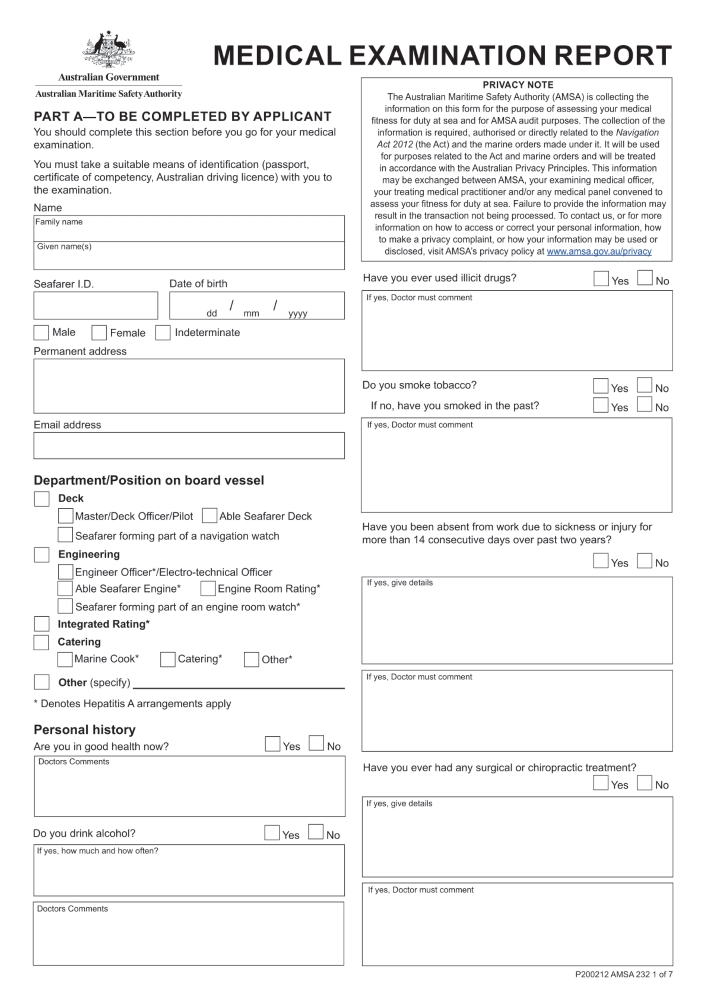 Australian Government
Australian Maritime Safety Authority
MEDICAL EXAMINATION REPORT
PART A—TO BE COMPLETED BY APPLICANT
You should complete this section before you go for your medical
examination.
You must take a suitable means of identification (passport,
certificate of competency, Australian driving licence) with you to
the examination.
Name
Family name
Given name(s)
Seafarer I.D. Date of birth
dd / mm / yyyy
Male Female Indeterminate
Permanent address
Email address
Department/Position on board vessel
Deck
Master/Deck Officer/Pilot Able Seafarer Deck
Seafarer forming part of a navigation watch
Engineering
Engineer Officer*/Electro-technical Officer
Able Seafarer Engine* Engine Room Rating*
Seafarer forming part of an engine room watch*
Integrated Rating*
Catering
Marine Cook* Catering* Other*
Other (specify)
* Denotes Hepatitis A arrangements apply
Personal history
Are you in good health now? Yes No
Doctors Comments
Do you drink alcohol? Yes No
If yes, how much and how often?
Doctors Comments
PRIVACY NOTE
The Australian Maritime Safety Authority (AMSA) is collecting the
information on this form for the purpose of assessing your medical
fitness for duty at sea and for AMSA audit purposes. The collection of the
information is required, authorised or directly related to the Navigation
Act 2012 (the Act) and the marine orders made under it. It will be used
for purposes related to the Act and marine orders and will be treated
in accordance with the Australian Privacy Principles. This information
may be exchanged between AMSA, your examining medical officer,
your treating medical practitioner and/or any medical panel convened to
assess your fitness for duty at sea. Failure to provide the information may
result in the transaction not being processed. To contact us, or for more
information on how to access or correct your personal information, how
to make a privacy complaint, or how your information may be used or
disclosed, visit AMSA's privacy policy at www.amsa.gov.au/privacy
Have you ever used illicit drugs? Yes No
If yes, Doctor must comment
Do you smoke tobacco? Yes No
If no, have you smoked in the past? Yes No
If yes, Doctor must comment
Have you been absent from work due to sickness or injury for
more than 14 consecutive days over past two years?
Yes No
If yes, give details
If yes, Doctor must comment
Have you ever had any surgical or chiropractic treatment?
Yes No
If yes, give details
If yes, Doctor must comment
P200212 AMSA 232 1 of 7